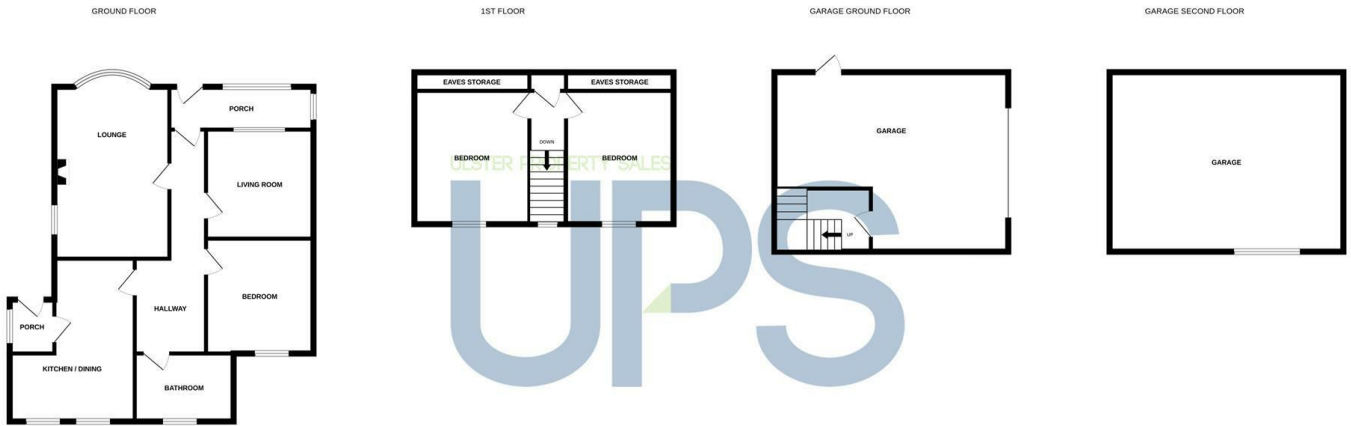 GROUND FLOOR
1ST FLOOR
GARAGE GROUND FLOOR
GARAGE SECOND FLOOR
EAVES STORAGE
EAVES STORAGE
PORCH
LOUNGE
GARAGE
DOWN
BEDROOM
BEDROOM
GARAGE
ULSTER PROPERTY SALES
LIVING ROOM
UP
UPS
BEDROOM
HALLWAY
PORCH
KITCHEN / DINING
BATHROOM